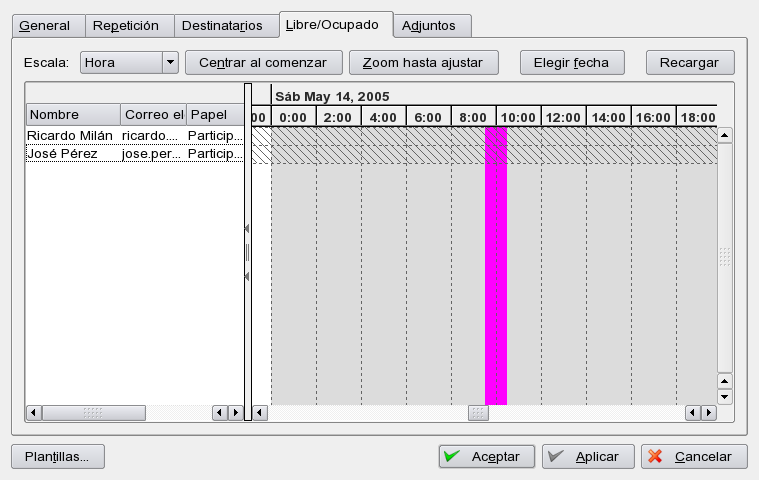 General Repetición Destinatarios Libre/Ocupado Adjuntos
Escala: Hora Centrar al comenzar Zoom hasta ajustar Elegir fecha Recargar
Sáb May 14, 2005
Nombre Correo el Papel 00 0:00 2:00 4:00 6:00 8:00 10:00 12:00 14:00 16:00 18:00
Ricardo Milán ricardo.... Particip...
José Pérez jose.per... Particip...
Plantillas... Aceptar Aplicar Cancelar